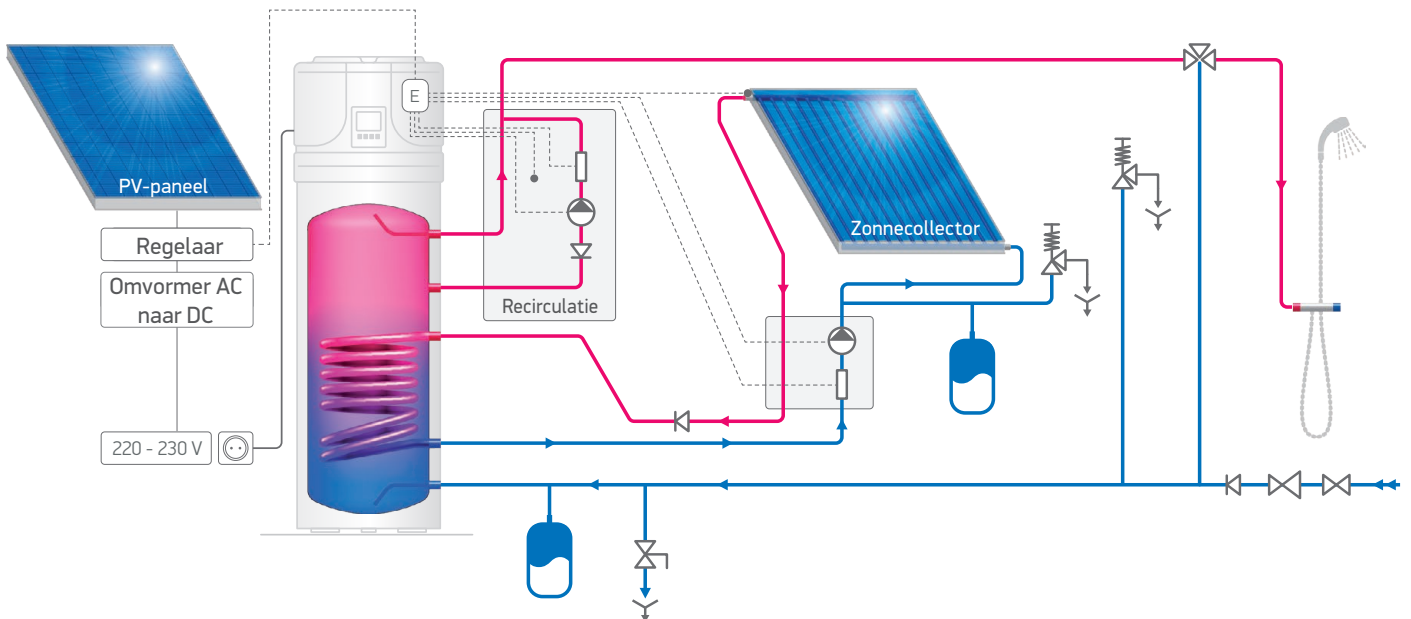 E
PV-paneel
Zonnecollector
Regelaar
Omvormer AC
naar DC
Recirculatie
220 - 230 V